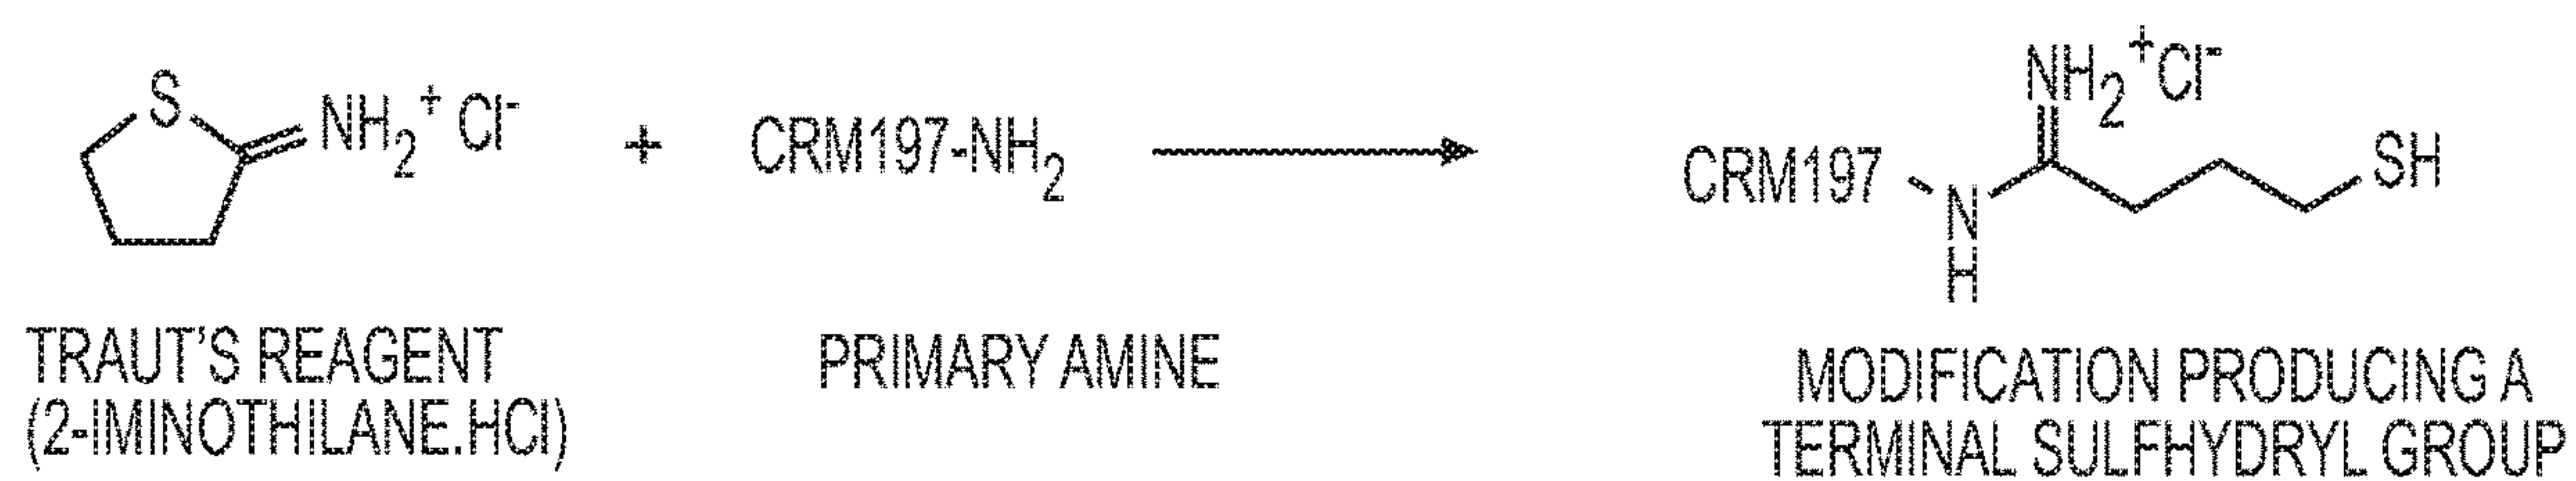 S
NH2+ Cl-
+
CRM197-NH2
NH2+Cl-
CRM197
N
H
SH
TRAUT'S REAGENT
(2-IMINOTHILANE.HCl)
PRIMARY AMINE
MODIFICATION PRODUCING A
TERMINAL SULFHYDRYL GROUP